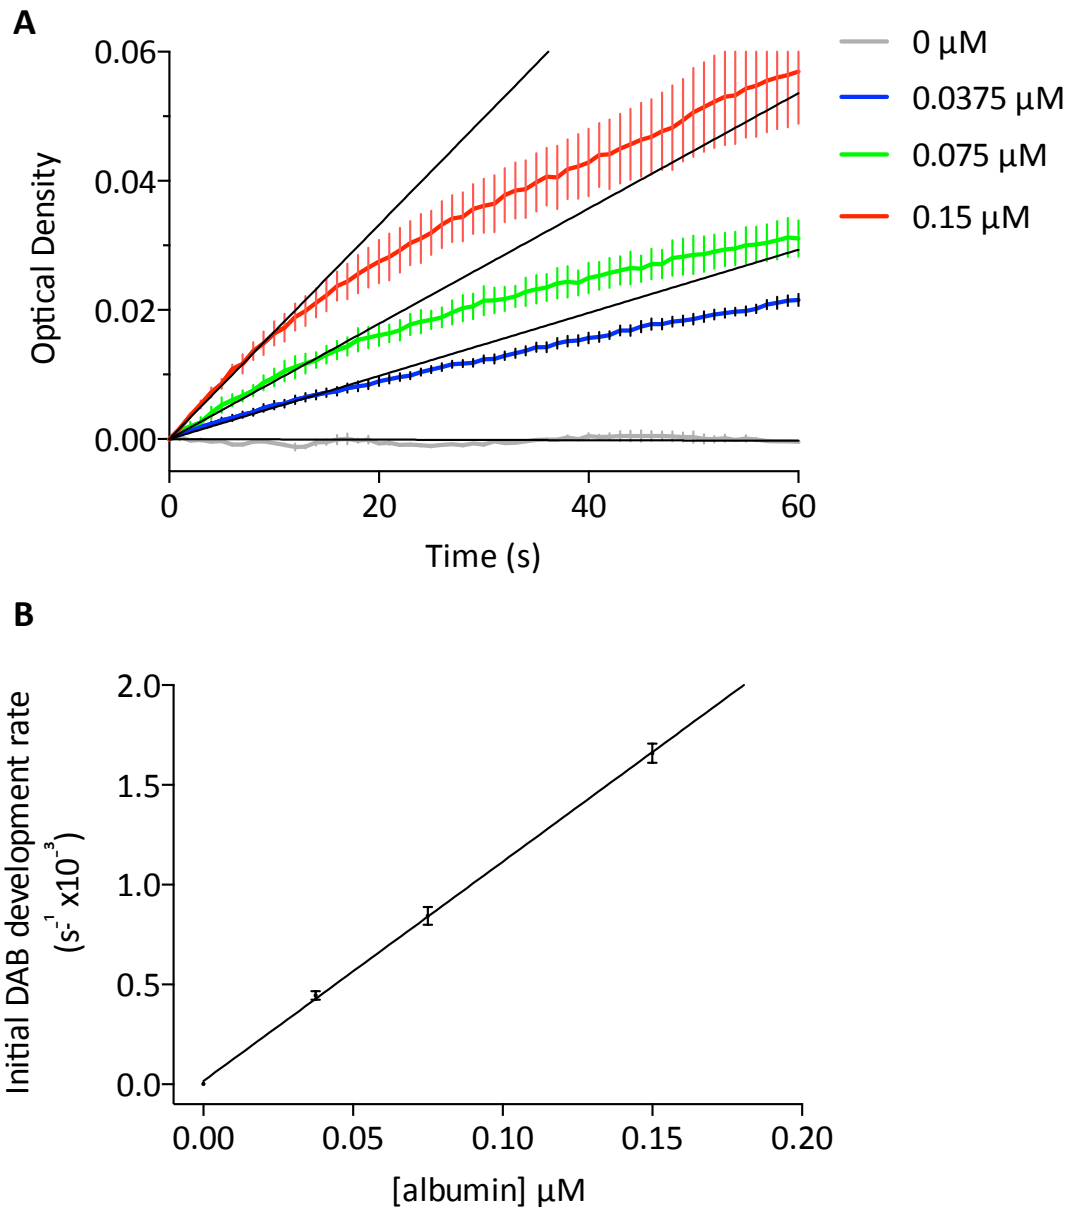 A
0.06
0.04
0.02
0.00
Optical Density
0
20
40
60
Time (s)
0 µM
0.0375 µM
0.075 µM
0.15 µM
B
Initial DAB development rate
(s-¹ x10⁻³)
2.0
1.5
1.0
0.5
0.0
0.00
0.05
0.10
0.15
0.20
[albumin] µM